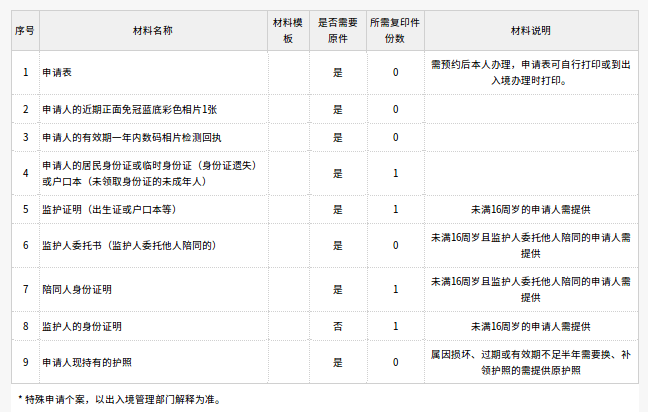 序号 材料名称 材料模板 是否需要原件 所需复印件份数 材料说明
1 申请表 是 0 需预约后本人办理，申请表可自行打印或到出入境办理时打印。
2 申请人的近期正面免冠蓝底彩色相片1张 是 0
3 申请人的有效期一年内数码相片检测回执 是 0
4 申请人的居民身份证或临时身份证（身份证遗失）或户口本（未领取身份证的未成年人） 是 1
5 监护证明（出生证或户口本等） 是 1 未满16周岁的申请人需提供
6 监护人委托书（监护人委托他人陪同的） 是 0 未满16周岁且监护人委托他人陪同的申请人需提供
7 陪同人身份证明 是 1 未满16周岁且监护人委托他人陪同的申请人需提供
8 监护人的身份证明 否 1 未满16周岁的申请人需提供
9 申请人现持有的护照 是 0 属因损坏、过期或有效期不足半年需要换、补领护照的需提供原护照
* 特殊申请个案，以出入境管理部门解释为准。